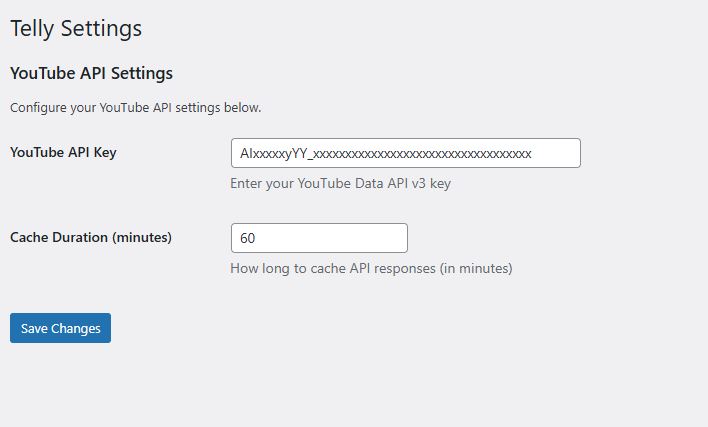 Telly Settings
YouTube API Settings
Configure your YouTube API settings below.
YouTube API Key
AIxxxxxyYY_xxxxxxxxxxxxxxxxxxxxxxxxxxxxxxxxxx
Enter your YouTube Data API v3 key
Cache Duration (minutes)
60
How long to cache API responses (in minutes)
Save Changes